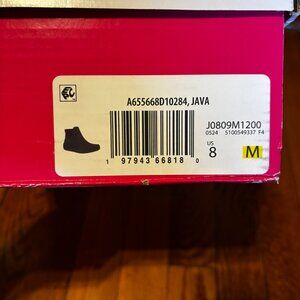 A655668D10284, JAVA
1 97943 66818 0
J0809M1200
0524 5100549337 F4
US
8 M